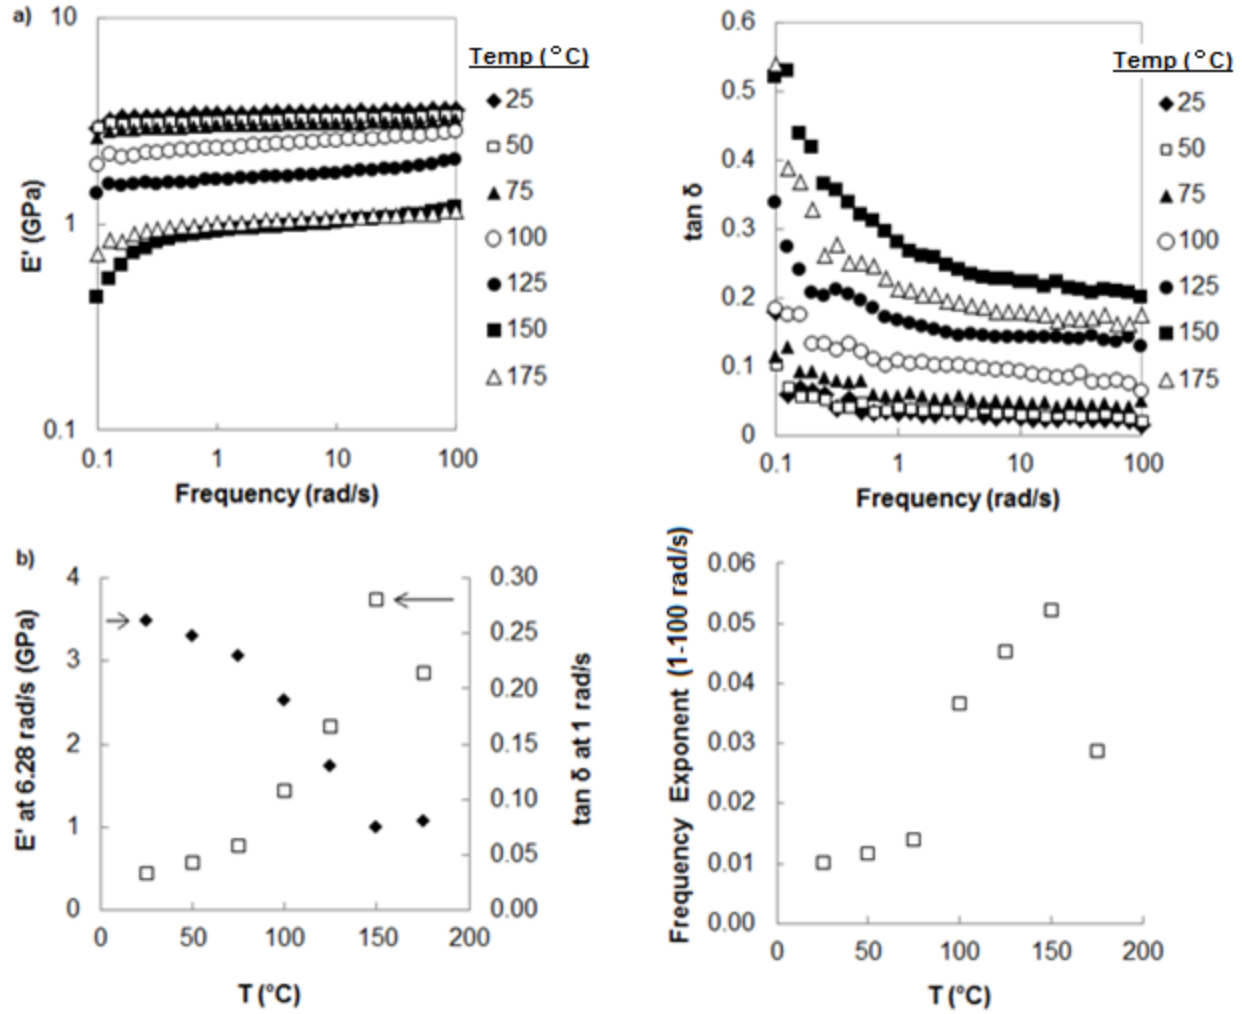 a)
10
1
0.1
E' (GPa)
0.1 1 10 100
Frequency (rad/s)
Temp (°C)
25
50
75
100
125
150
175
0.6
0.5
0.4
0.3
0.2
0.1
0
tan δ
0.1 1 10 100
Frequency (rad/s)
Temp (°C)
25
50
75
100
125
150
175
b)
4
3
2
1
0
E' at 6.28 rad/s (GPa)
0.30
0.25
0.20
0.15
0.10
0.05
0.00
tan δ at 1 rad/s
0 50 100 150 200
T (°C)
0.06
0.05
0.04
0.03
0.02
0.01
0.00
Frequency Exponent (1-100 rad/s)
0 50 100 150 200
T (°C)